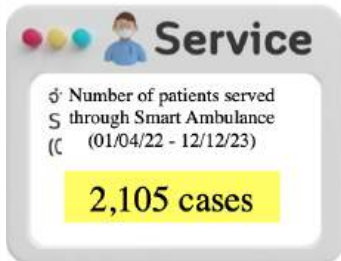 Service
Number of patients served
through Smart Ambulance
(01/04/22 - 12/12/23)
2,105 cases